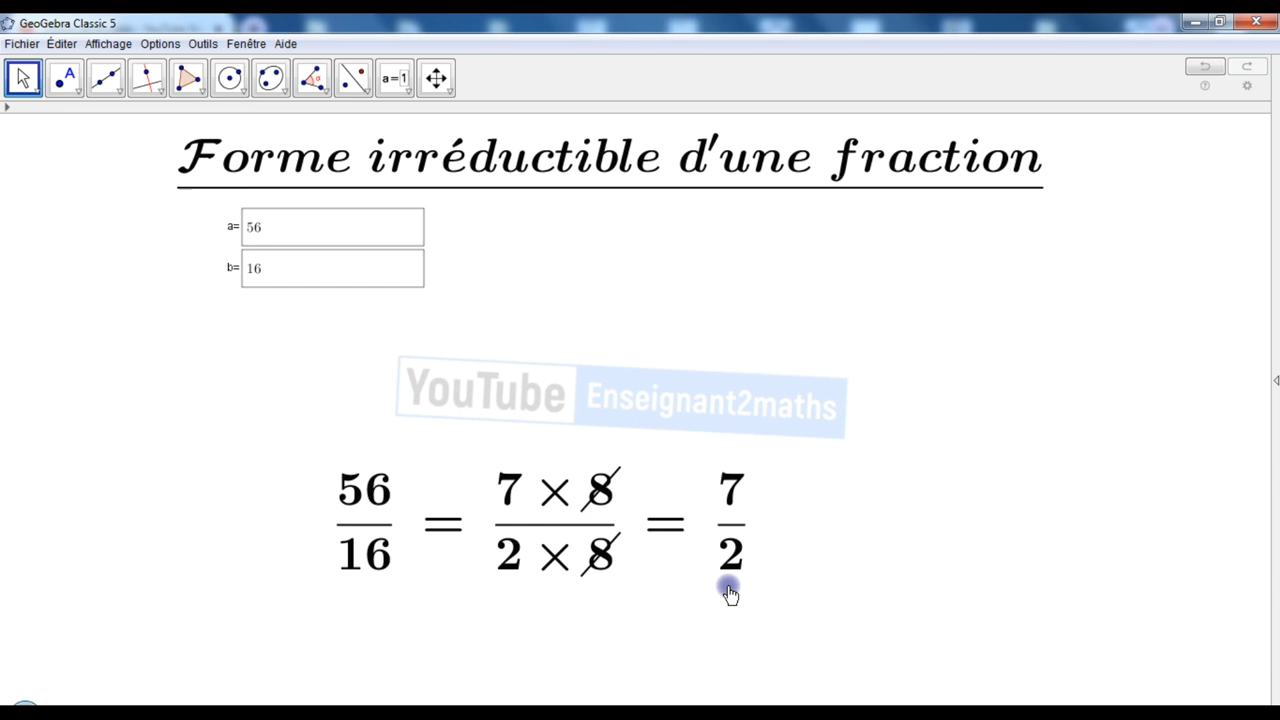 GeoGebra Classic 5
Fichier Éditer Affichage Options Outils Fenêtre Aide
A
a=1
Forme irréductible d'une fraction
a= 56
b= 16
YouTube Enseignant2maths
56/16 = 7 × 8/2 × 8 = 7/2